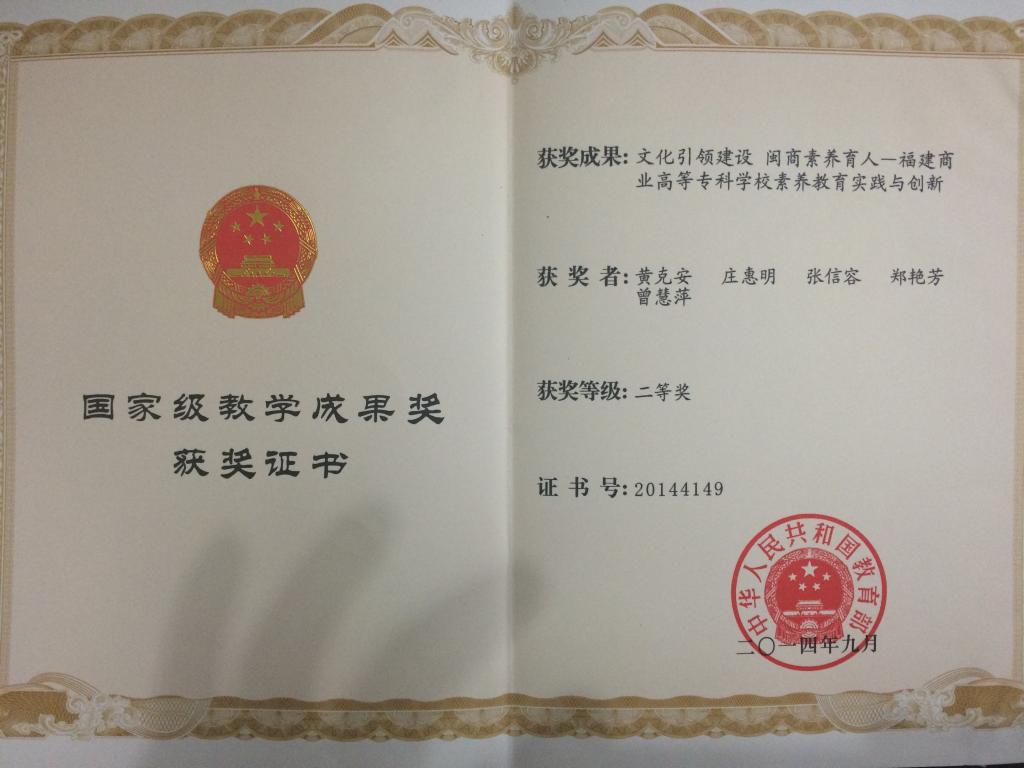 国家级教学成果奖
获奖证书
获奖成果: 文化引领建设 闽商素养育人—福建商
业高等专科学校素养教育实践与创新
获奖者: 黄克安 庄惠明 张信容 郑艳芳
曾慧萍
获奖等级: 二等奖
证书号: 20144149
中华人民共和国教育部
二〇一四年九月